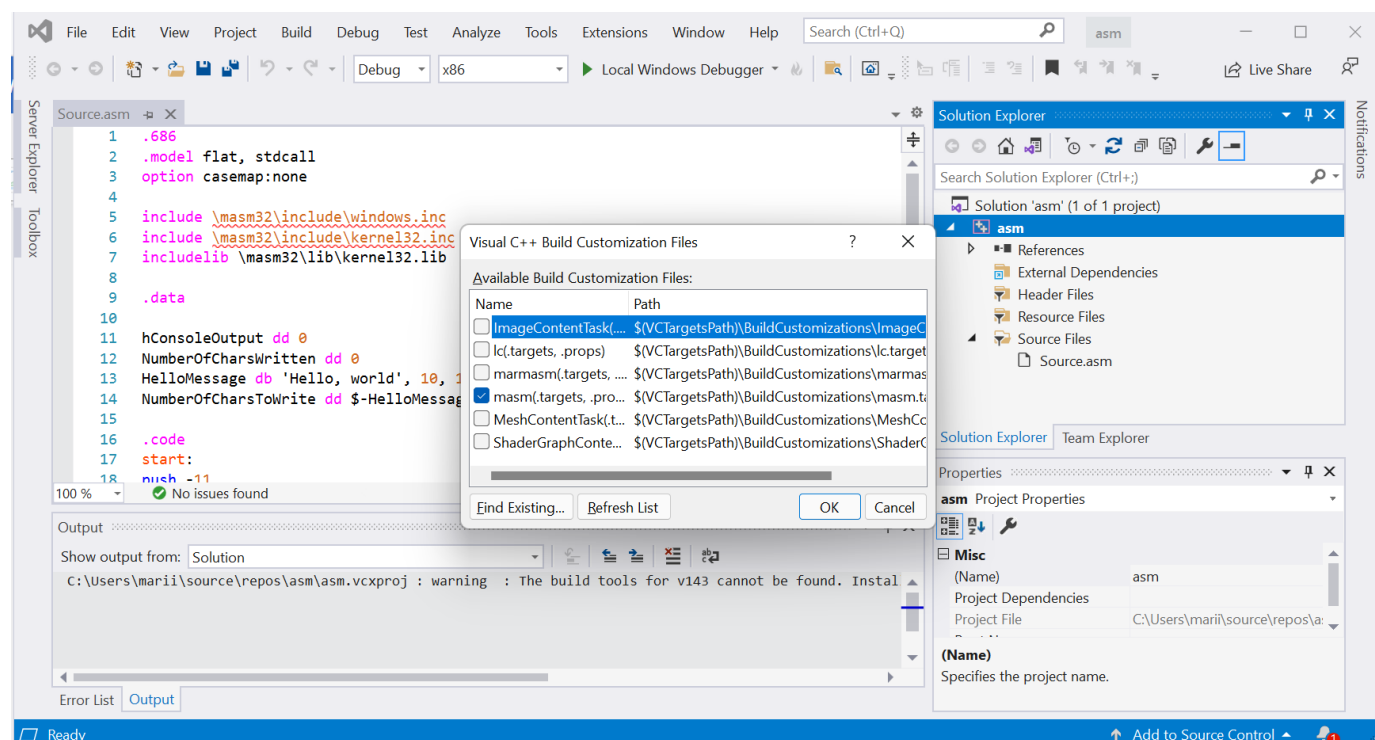 File Edit View Project Build Debug Test Analyze Tools Extensions Window Help Search (Ctrl+Q) asm
Debug x86 Local Windows Debugger Live Share
Server Explorer
Toolbox
Source.asm
1 .686
2 .model flat, stdcall
3 option casemap:none
4
5 include \masm32\include\windows.inc
6 include \masm32\include\kernel32.inc
7 includelib \masm32\lib\kernel32.lib
8
9 .data
10
11 hConsoleOutput dd 0
12 NumberOfCharsWritten dd 0
13 HelloMessage db 'Hello, world', 10, 1
14 NumberOfCharsToWrite dd $-HelloMessag
15
16 .code
17 start:
18 push -11
100 % No issues found
Visual C++ Build Customization Files ?
Available Build Customization Files:
Name Path
ImageContentTask(.... $(VCTargetsPath)\BuildCustomizations\ImageC
lc(.targets, .props) $(VCTargetsPath)\BuildCustomizations\lc.target
marmasm(.targets, .... $(VCTargetsPath)\BuildCustomizations\marmas
masm(.targets, .pro... $(VCTargetsPath)\BuildCustomizations\masm.ta
MeshContentTask(.t... $(VCTargetsPath)\BuildCustomizations\MeshCo
ShaderGraphConte... $(VCTargetsPath)\BuildCustomizations\ShaderG
Find Existing... Refresh List OK Cancel
Output
Show output from: Solution
C:\Users\marii\source\repos\asm\asm.vcxproj : warning : The build tools for v143 cannot be found. Instal
Error List Output
Solution Explorer
Search Solution Explorer (Ctrl+;)
Solution 'asm' (1 of 1 project)
asm
References
External Dependencies
Header Files
Resource Files
Source Files
Source.asm
Solution Explorer Team Explorer
Properties
asm Project Properties
Misc
(Name) asm
Project Dependencies
Project File C:\Users\marii\source\repos\a
(Name)
Specifies the project name.
Notifications
Ready Add to Source Control 1